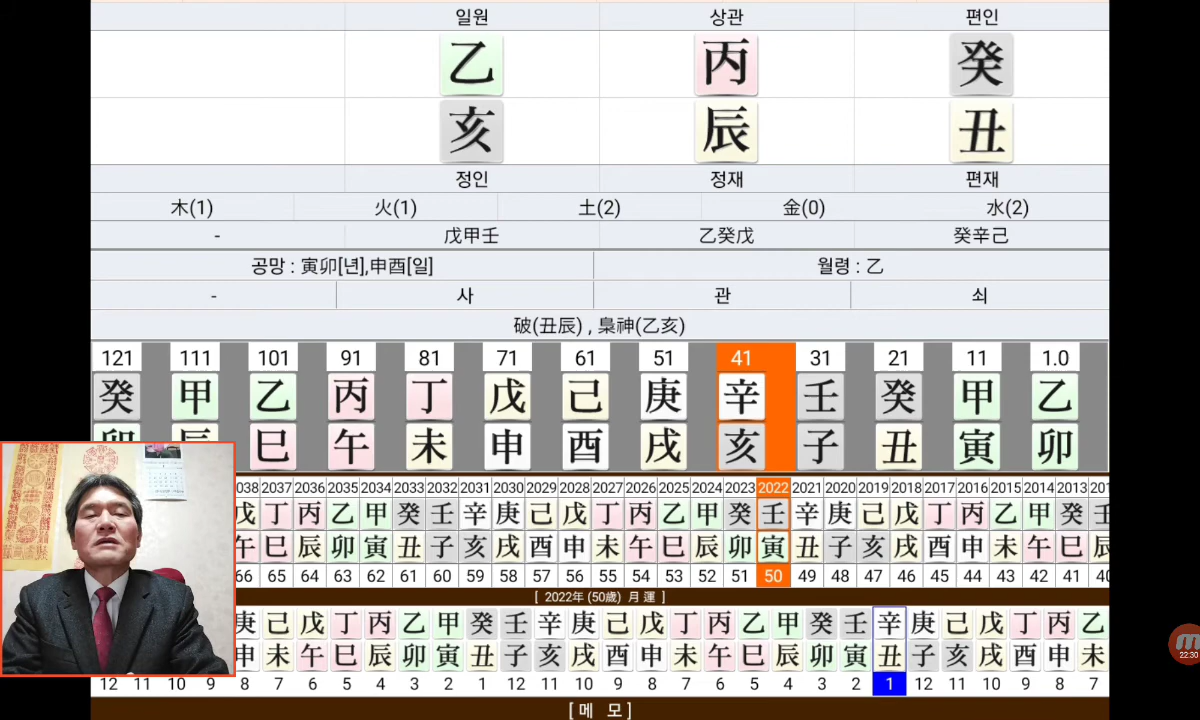 일원 상관 편인
乙 丙 癸
亥 辰 丑
정인 정재 편재
木(1) 火(1) 土(2) 金(0) 水(2)
- 戊甲壬 乙癸戊 癸辛己
공망 : 寅卯[년],申酉[일] 월령 : 乙
- 사 관 쇠
破(丑辰) , 梟神(乙亥)
121 111 101 91 81 71 61 51 41 31 21 11 1.0
癸 甲 乙 丙 丁 戊 己 庚 辛 壬 癸 甲 乙
卯 辰 巳 午 未 申 酉 戌 亥 子 丑 寅 卯
038 2037 2036 2035 2034 2033 2032 2031 2030 2029 2028 2027 2026 2025 2024 2023 2022 2021 2020 2019 2018 2017 2016 2015 2014 2013 201
戊 丁 丙 乙 甲 癸 壬 辛 庚 己 戊 丁 丙 乙 甲 癸 壬 辛 庚 己 戊 丁 丙 乙 甲 癸 壬
午 巳 辰 卯 寅 丑 子 亥 戌 酉 申 未 午 巳 辰 卯 寅 丑 子 亥 戌 酉 申 未 午 巳 辰
66 65 64 63 62 61 60 59 58 57 56 55 54 53 52 51 50 49 48 47 46 45 44 43 42 41 40
[ 2022年 (50歲) 月 運 ]
庚 己 戊 丁 丙 乙 甲 癸 壬 辛 庚 己 戊 丁 丙 乙 甲 癸 壬 辛 庚 己 戊 丁 丙 乙
申 未 午 巳 辰 卯 寅 丑 子 亥 戌 酉 申 未 午 巳 辰 卯 寅 丑 子 亥 戌 酉 申 未
12 11 10 9 8 7 6 5 4 3 2 1 12 11 10 9 8 7 6 5 4 3 2 1 12 11 10 9 8 7
[ 메 모 ]
22:30